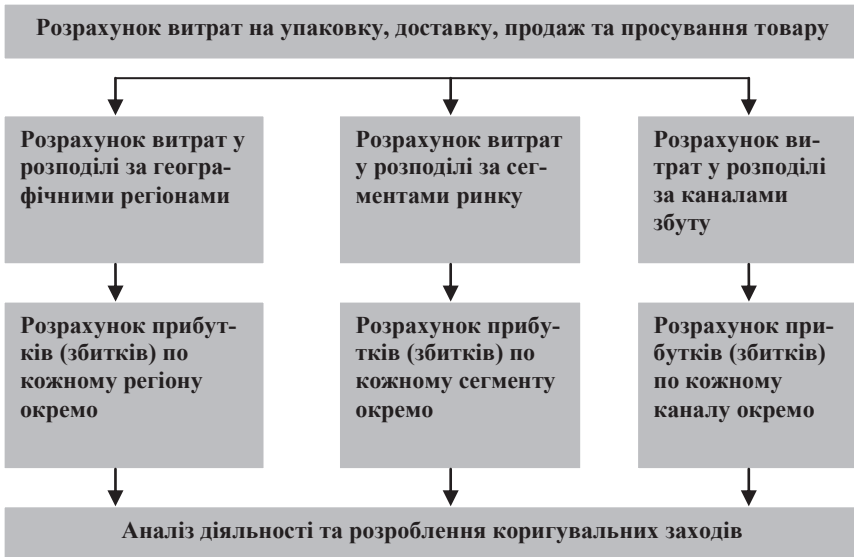 Розрахунок витрат на упаковку, доставку, продаж та просування товару
Розрахунок витрат у
розподілі за геогра-
фічними регіонами
Розрахунок витрат
у розподілі за сег-
ментами ринку
Розрахунок ви-
трат у розподілі
за каналами
збуту
Розрахунок прибут-
ків (збитків) по
кожному регіону
окремо
Розрахунок прибу-
тків (збитків) по
кожному сегменту
окремо
Розрахунок при-
бутків (збитків)
по кожному
каналу окремо
Аналіз діяльності та розроблення коригувальних заходів